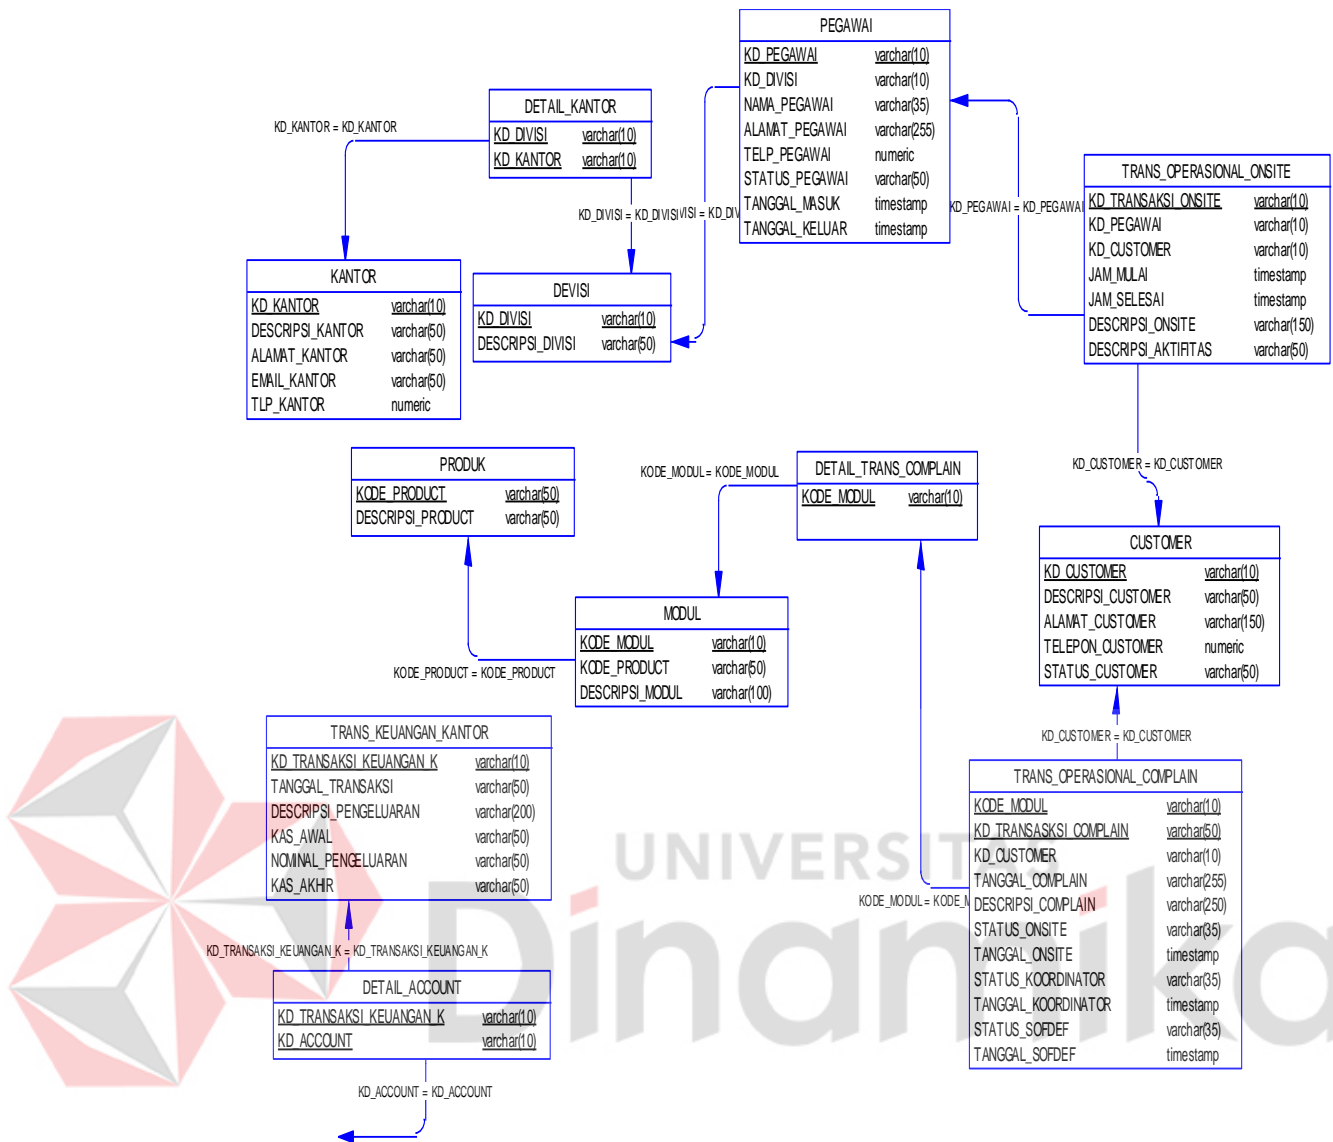 PEGAWAI
KD_PEGAWAI varchar(10)
KD_DIVISI varchar(10)
NAMA_PEGAWAI varchar(35)
ALAMAT_PEGAWAI varchar(255)
TELP_PEGAWAI numeric
STATUS_PEGAWAI varchar(50)
TANGGAL_MASUK timestamp
TANGGAL_KELUAR timestamp
DETAIL_KANTOR
KD_DIVISI varchar(10)
KD_KANTOR varchar(10)
KD_KANTOR = KD_KANTOR
KD_DIVISI = KD_DIVISI
VISI = KD_DIV
KD_PEGAWAI = KD_PEGAWAI
TRANS_OPERASIONAL_ONSITE
KD_TRANSAKSI_ONSITE varchar(10)
KD_PEGAWAI varchar(10)
KD_CUSTOMER varchar(10)
JAM_MULAI timestamp
JAM_SELESAI timestamp
DESCRIPSI_ONSITE varchar(150)
DESCRIPSI_AKTIFITAS varchar(50)
KANTOR
KD_KANTOR varchar(10)
DESCRIPSI_KANTOR varchar(50)
ALAMAT_KANTOR varchar(50)
EMAIL_KANTOR varchar(50)
TLP_KANTOR numeric
DEVISI
KD_DIVISI varchar(10)
DESCRIPSI_DIVISI varchar(50)
PRODUK
KODE_PRODUCT varchar(50)
DESCRIPSI_PRODUCT varchar(50)
KODE_MODUL = KODE_MODUL
DETAIL_TRANS_COMPLAIN
KODE_MODUL varchar(10)
KD_CUSTOMER = KD_CUSTOMER
CUSTOMER
KD_CUSTOMER varchar(10)
DESCRIPSI_CUSTOMER varchar(50)
ALAMAT_CUSTOMER varchar(150)
TELEPON_CUSTOMER numeric
STATUS_CUSTOMER varchar(50)
MODUL
KODE_MODUL varchar(10)
KODE_PRODUCT varchar(50)
DESCRIPSI_MODUL varchar(100)
KODE_PRODUCT = KODE_PRODUCT
TRANS_KEUANGAN_KANTOR
KD_TRANSAKSI_KEUANGAN_K varchar(10)
TANGGAL_TRANSAKSI varchar(50)
DESCRIPSI_PENGELUARAN varchar(200)
KAS_AWAL varchar(50)
NOMINAL_PENGELUARAN varchar(50)
KAS_AKHIR varchar(50)
KD_CUSTOMER = KD_CUSTOMER
TRANS_OPERASIONAL_COMPLAIN
KODE_MODUL varchar(10)
KD_TRANSASKSI_COMPLAIN varchar(50)
KD_CUSTOMER varchar(10)
TANGGAL_COMPLAIN varchar(255)
DESCRIPSI_COMPLAIN varchar(250)
STATUS_ONSITE varchar(35)
TANGGAL_ONSITE timestamp
STATUS_KOORDINATOR varchar(35)
TANGGAL_KOORDINATOR timestamp
STATUS_SOFDEF varchar(35)
TANGGAL_SOFDEF timestamp
KODE_MODUL = KODE_M
KD_TRANSAKSI_KEUANGAN_K = KD_TRANSAKSI_KEUANGAN_K
DETAIL_ACCOUNT
KD_TRANSAKSI_KEUANGAN_K varchar(10)
KD_ACCOUNT varchar(10)
KD_ACCOUNT = KD_ACCOUNT
UNIVERSITAS
Dinamika